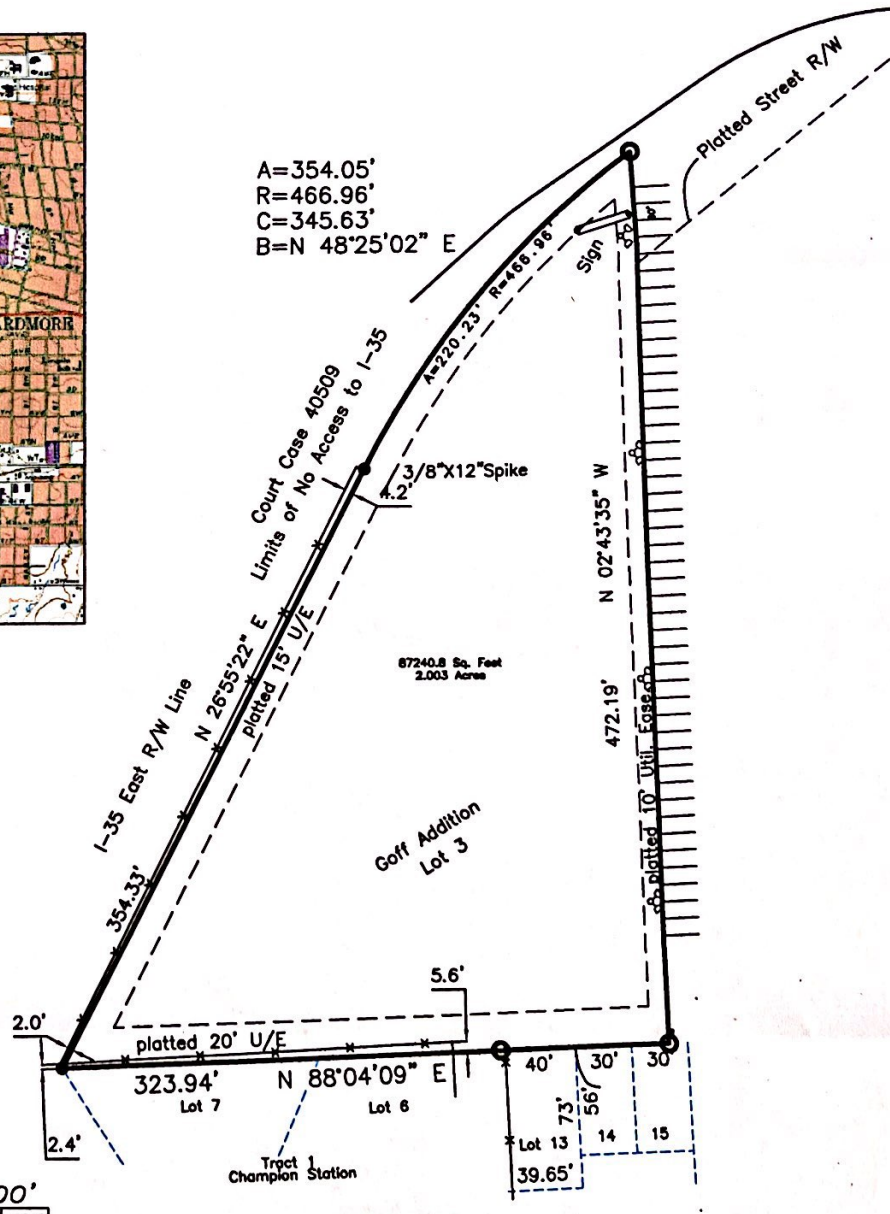 Hospital
ARDMORE
A=354.05'
R=466.96'
C=345.63'
B=N 48°25'02" E
Platted Street R/W
Sign
A=220.23' R=466.96'
Court Case 40509
Limits of No Access to I-35
3/8"X12"Spike
4.2'
N 02°43'35" W
472.19'
platted 10' Util. Ease.
I-35 East R/W Line
N 26°55'22" E
354.33'
platted 15' U/E
87240.8 Sq. Feet
2.003 Acres
Goff Addition
Lot 3
5.6'
2.0'
platted 20' U/E
323.94'
N 88°04'09" E
40'
30'
30'
Lot 7
Lot 6
73'
56'
Lot 13
14
15
39.65'
2.4'
Tract 1
Champion Station
00'